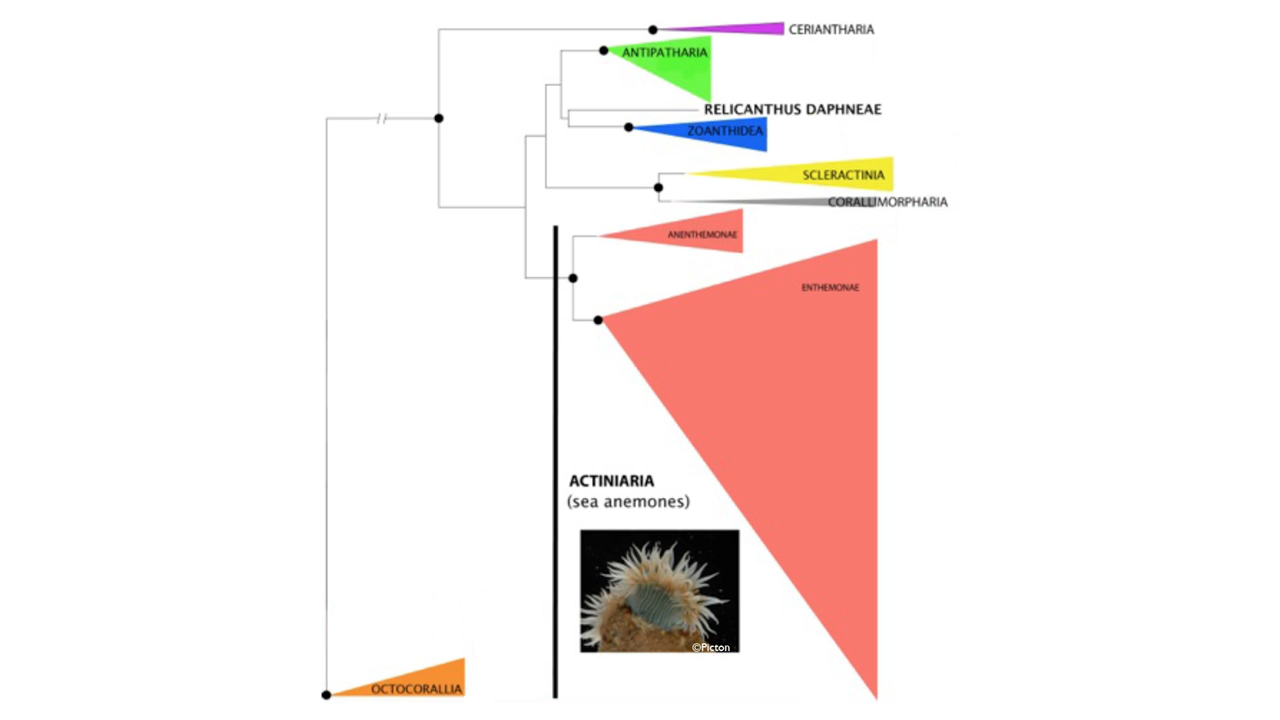 CERIANTHARIA
ANTIPATHARIA
RELICANTHUS DAPHNEAE
ZOANTHIDEA
SCLERACTINIA
CORALLIMORPHARIA
ANENTHEMONAE
ENTHEMONAE
ACTINIARIA
(sea anemones)
©Picton
OCTOCORALLIA